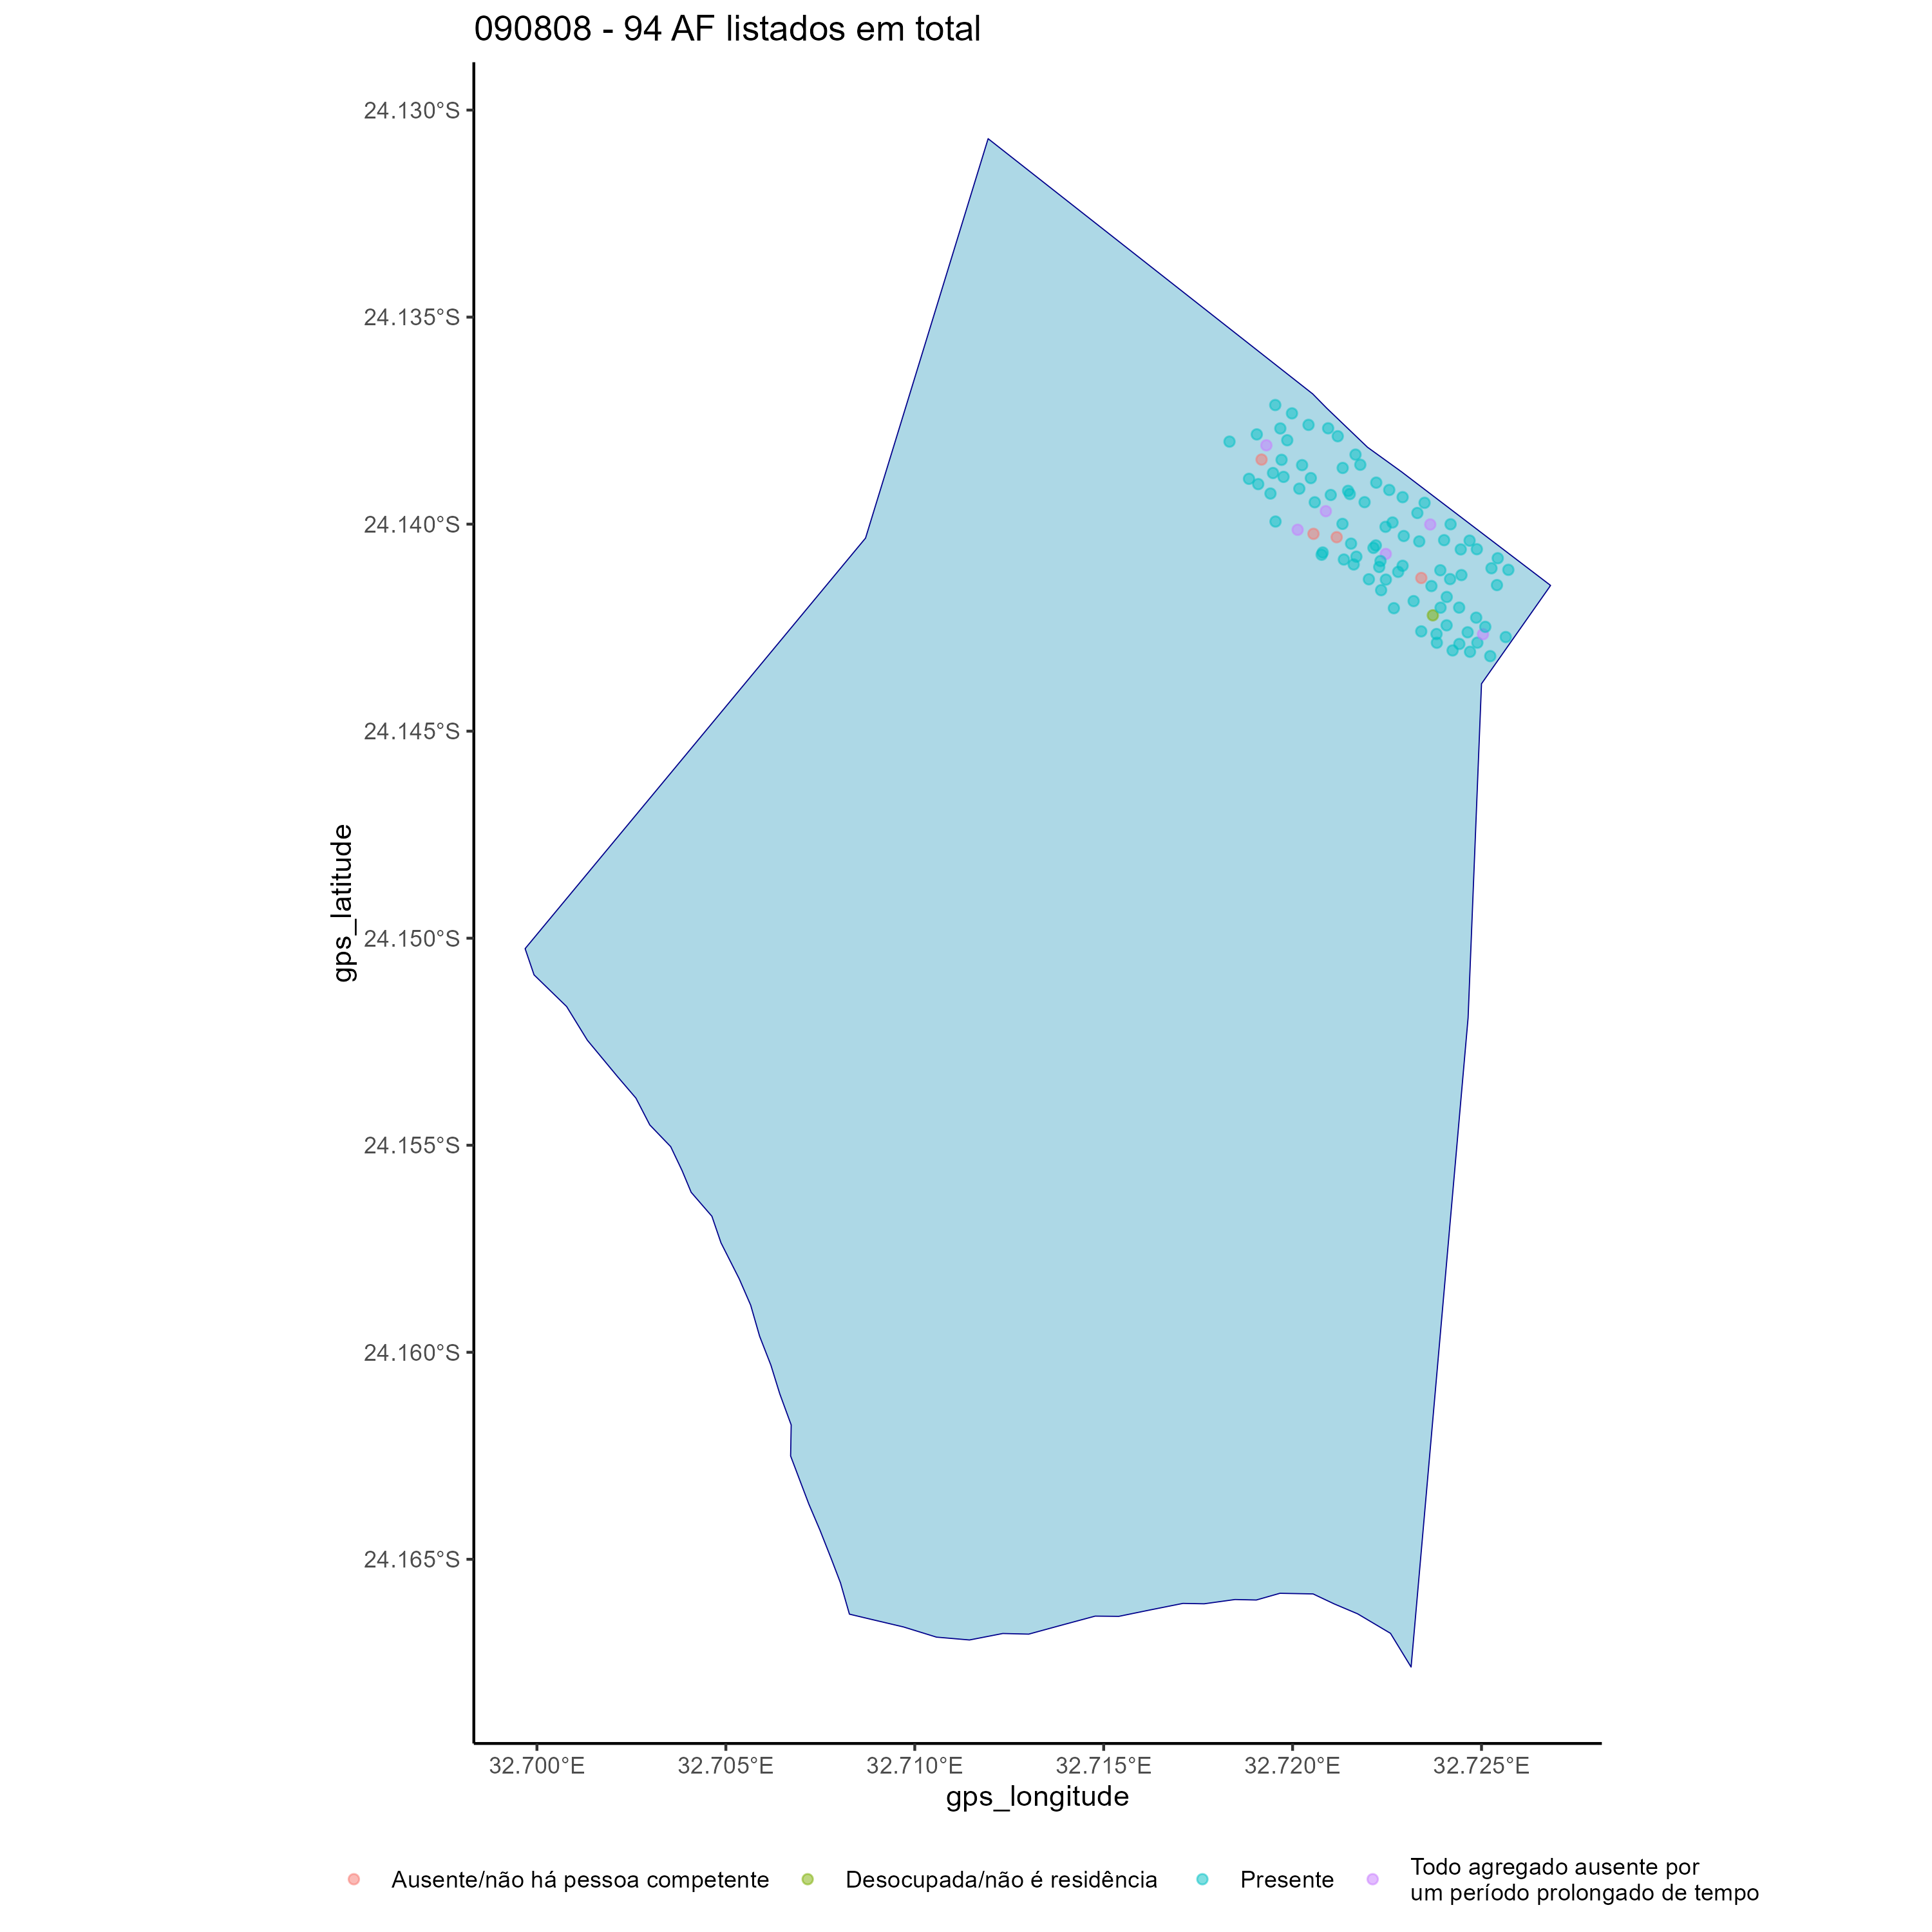 090808 - 94 AF listados em total
24.130°S
24.135°S
24.140°S
24.145°S
24.150°S
24.155°S
24.160°S
24.165°S
gps_latitude
32.700°E 32.705°E 32.710°E 32.715°E 32.720°E 32.725°E
gps_longitude
Ausente/não há pessoa competente
Desocupada/não é residência
Presente
Todo agregado ausente por
um período prolongado de tempo